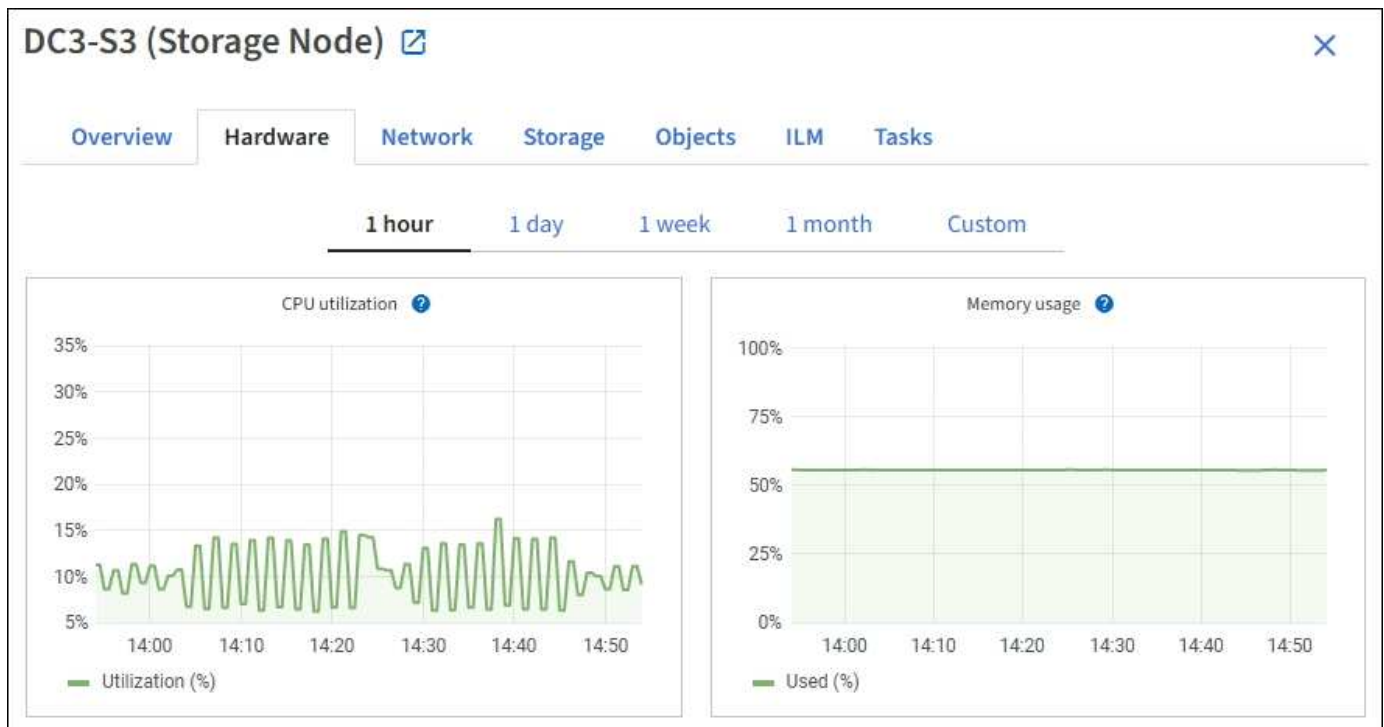 DC3-S3 (Storage Node)
Overview Hardware Network Storage Objects ILM Tasks
1 hour 1 day 1 week 1 month Custom
CPU utilization ?
35%
30%
25%
20%
15%
10%
5%
14:00 14:10 14:20 14:30 14:40 14:50
Utilization (%)
Memory usage ?
100%
75%
50%
25%
0%
14:00 14:10 14:20 14:30 14:40 14:50
Used (%)